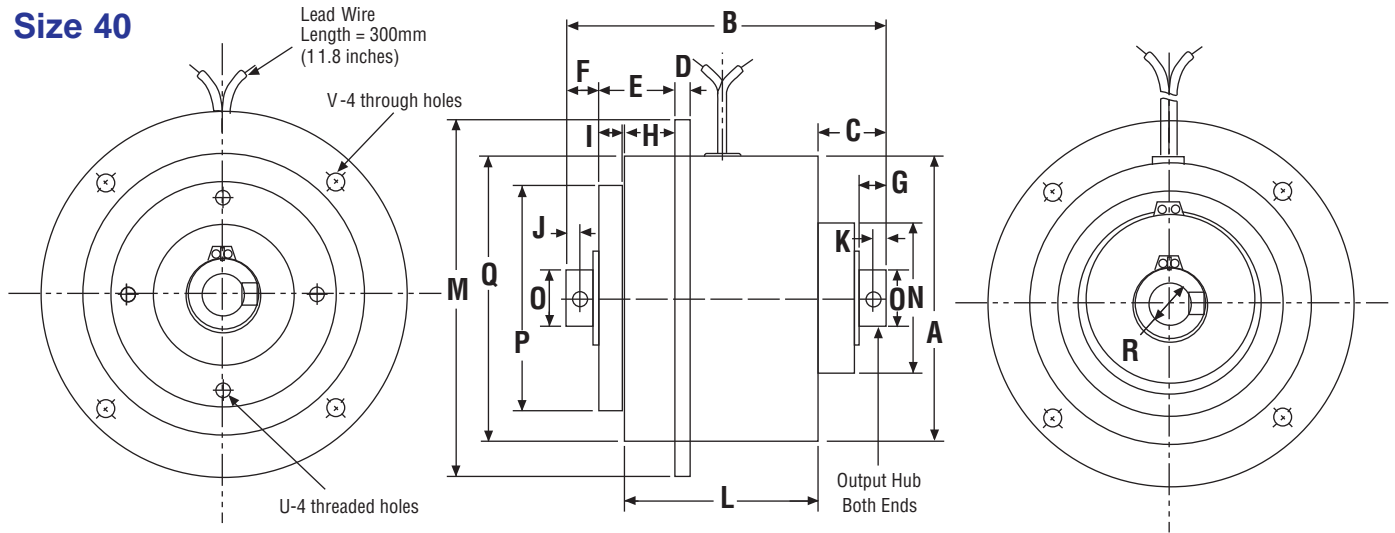 Size 40
Lead Wire
Length = 300mm
(11.8 inches)
V-4 through holes
U-4 threaded holes
B
D
F
E
C
I
H
G
J
K
M
Q
O
P
O
N
A
L
Output Hub
Both Ends
R